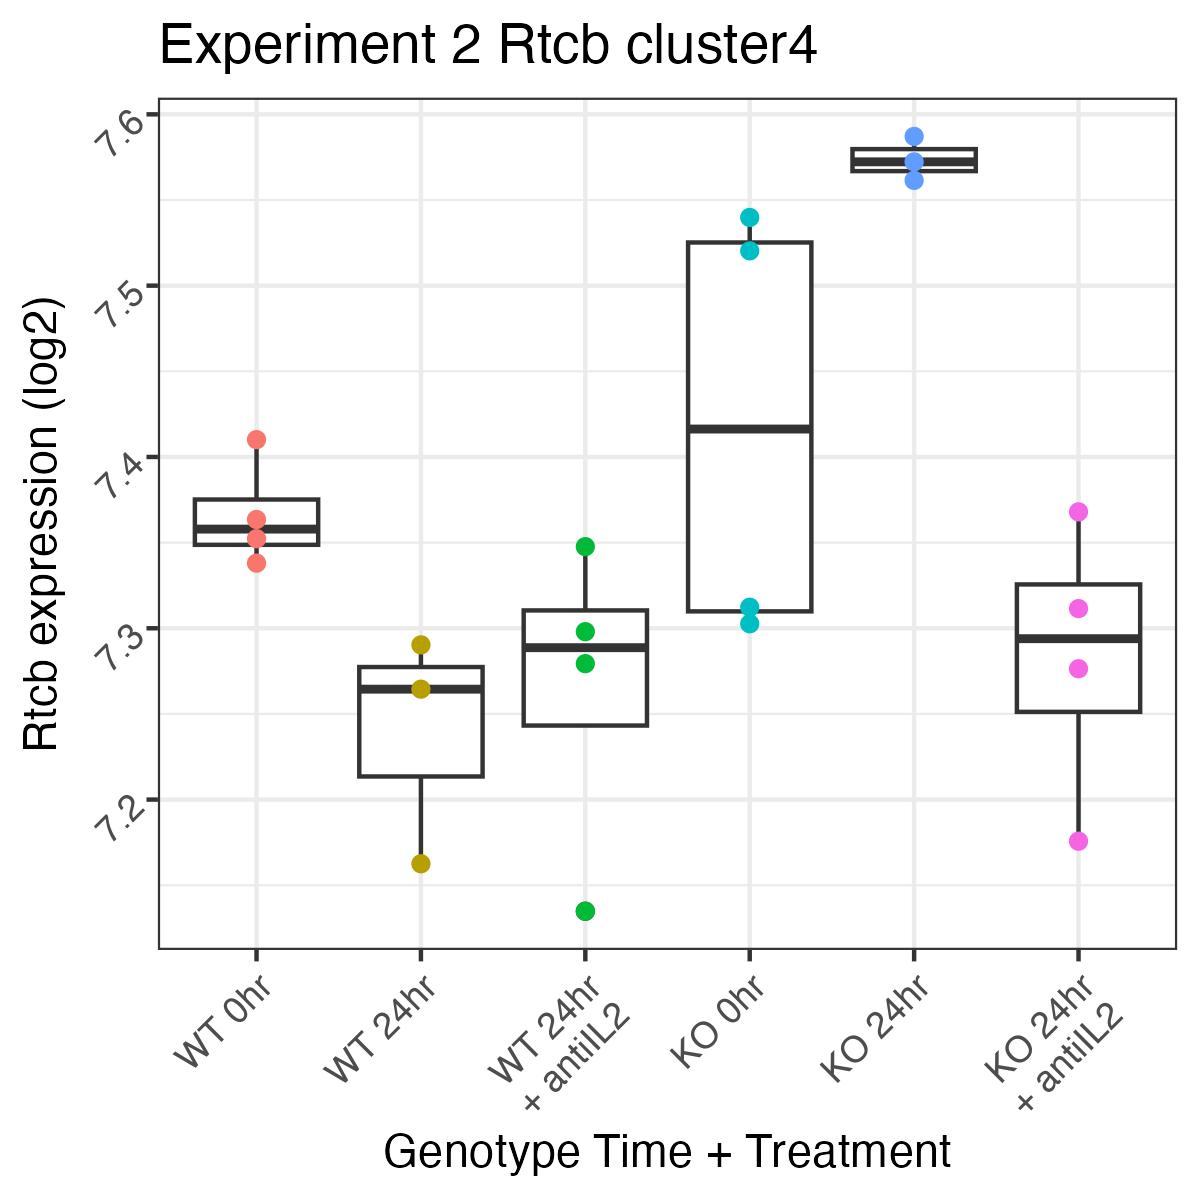 Experiment 2 Rtcb cluster4
7.6
7.5
7.4
7.3
7.2
Rtcb expression (log2)
WT 0hr
WT 24hr
WT 24hr
+ antiIL2
KO 0hr
KO 24hr
KO 24hr
+ antiIL2
Genotype Time + Treatment